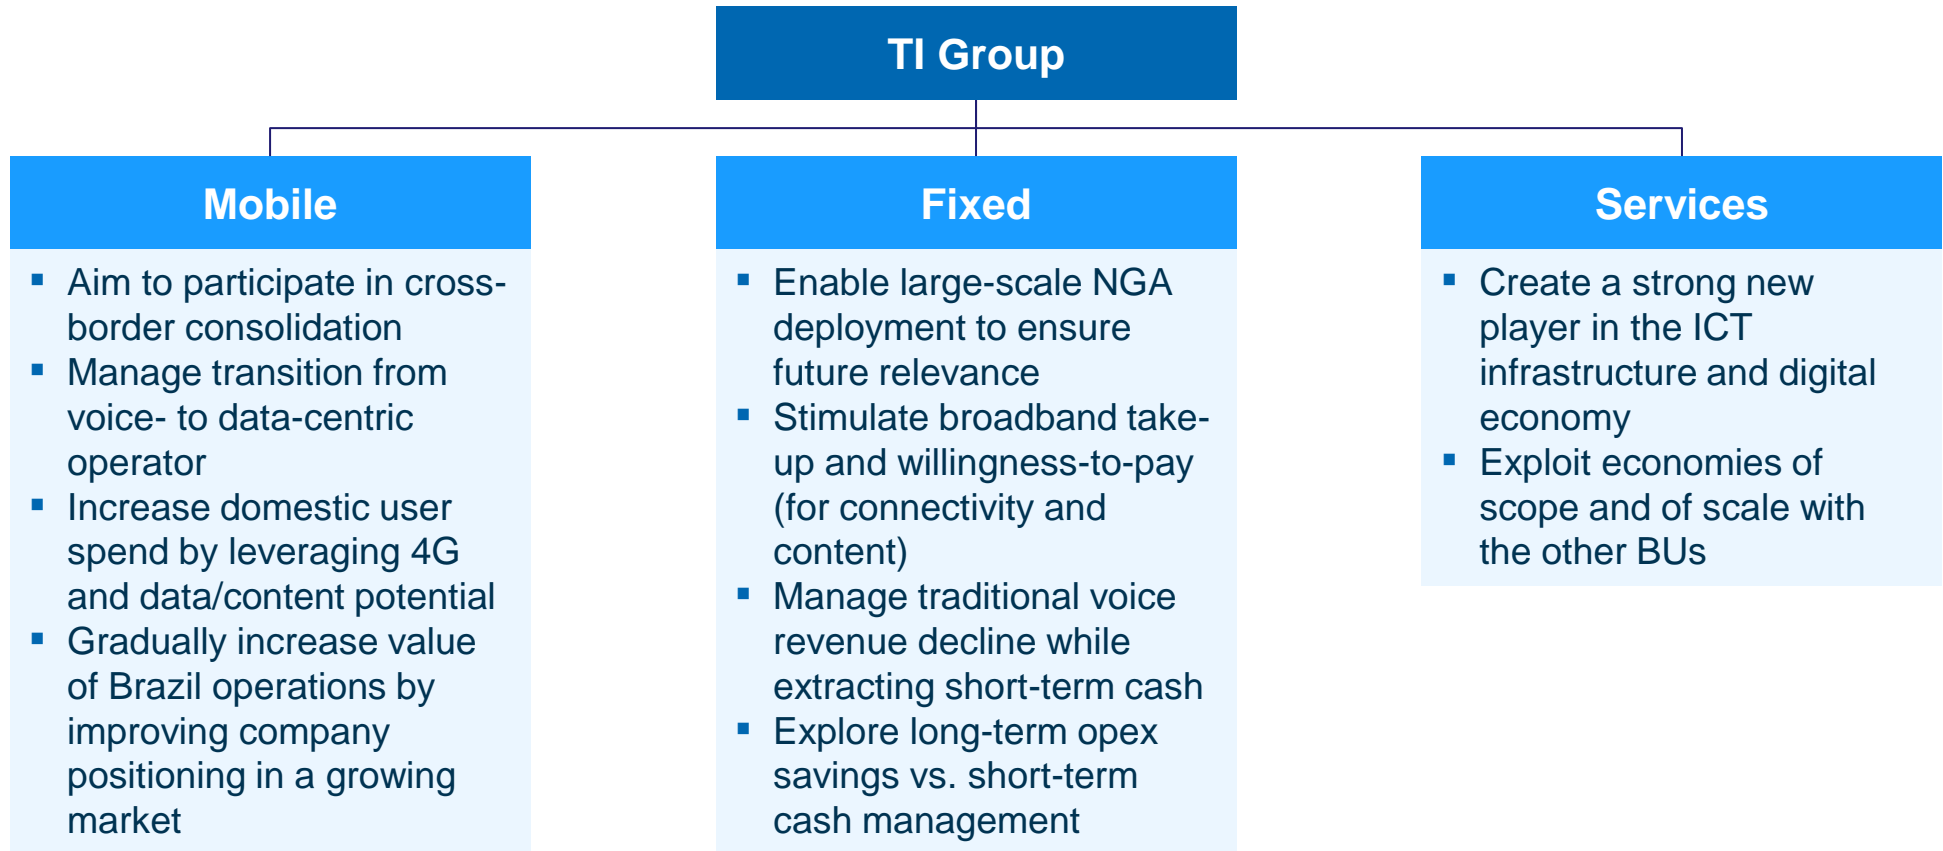 TI Group
Mobile
▪ Aim to participate in cross-
border consolidation
▪ Manage transition from
voice- to data-centric
operator
▪ Increase domestic user
spend by leveraging 4G
and data/content potential
▪ Gradually increase value
of Brazil operations by
improving company
positioning in a growing
market
Fixed
▪ Enable large-scale NGA
deployment to ensure
future relevance
▪ Stimulate broadband take-
up and willingness-to-pay
(for connectivity and
content)
▪ Manage traditional voice
revenue decline while
extracting short-term cash
▪ Explore long-term opex
savings vs. short-term
cash management
Services
▪ Create a strong new
player in the ICT
infrastructure and digital
economy
▪ Exploit economies of
scope and of scale with
the other BUs